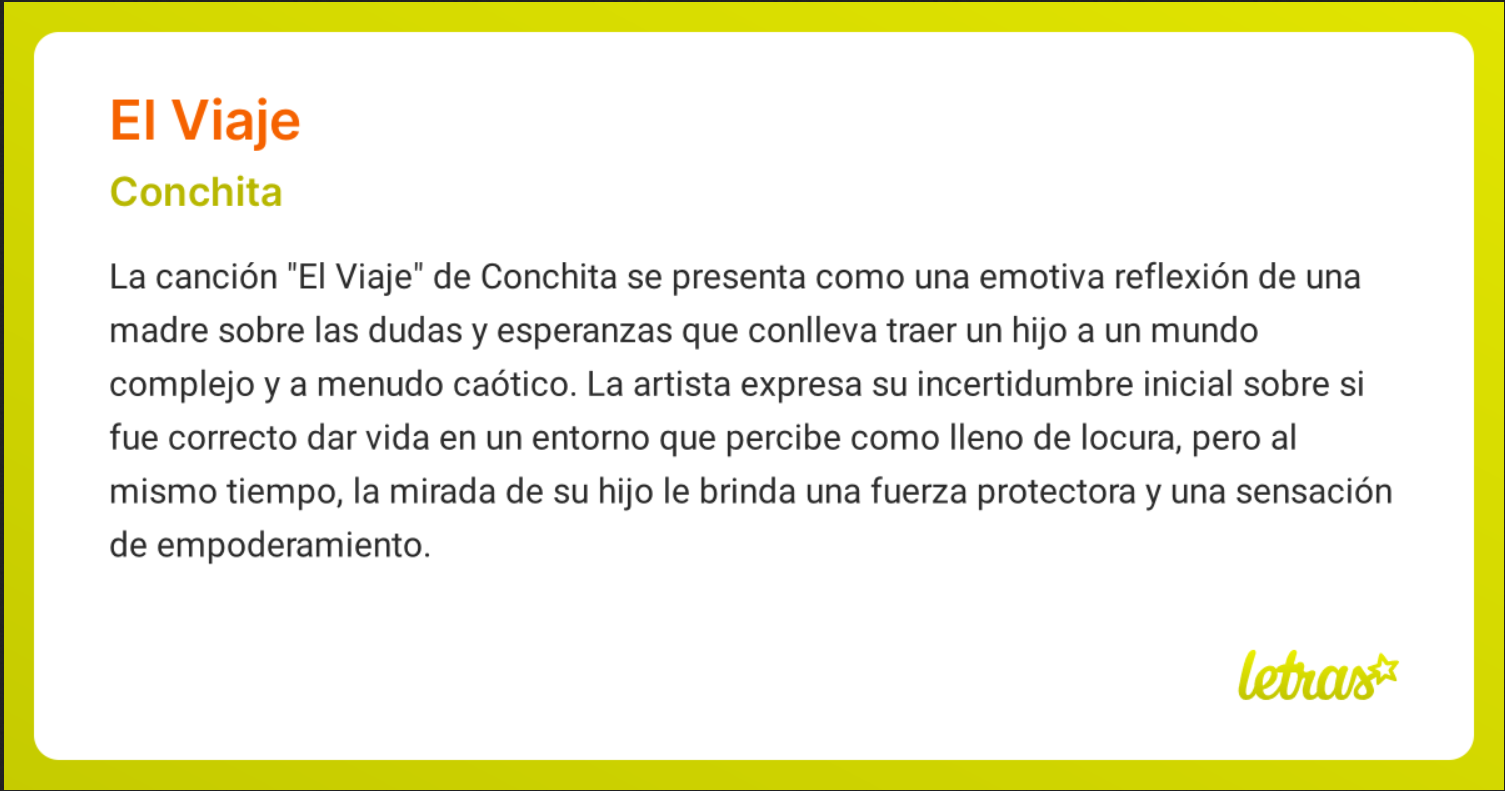 El Viaje
Conchita
La canción "El Viaje" de Conchita se presenta como una emotiva reflexión de una
madre sobre las dudas y esperanzas que conlleva traer un hijo a un mundo
complejo y a menudo caótico. La artista expresa su incertidumbre inicial sobre si
fue correcto dar vida en un entorno que percibe como lleno de locura, pero al
mismo tiempo, la mirada de su hijo le brinda una fuerza protectora y una sensación
de empoderamiento.
letras